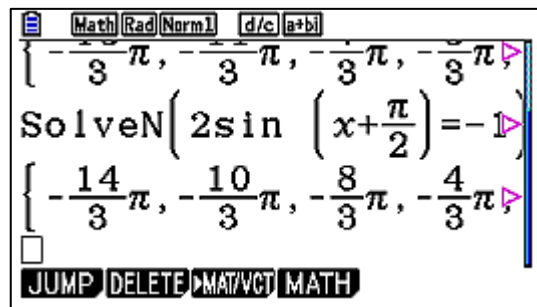 Math Rad Norm1 d/c a+bi
SolveN(2sin (x+π/2)=-1
{-14/3π,-10/3π,-8/3π,-4/3π,
JUMP DELETE ▶MAT/VCT MATH